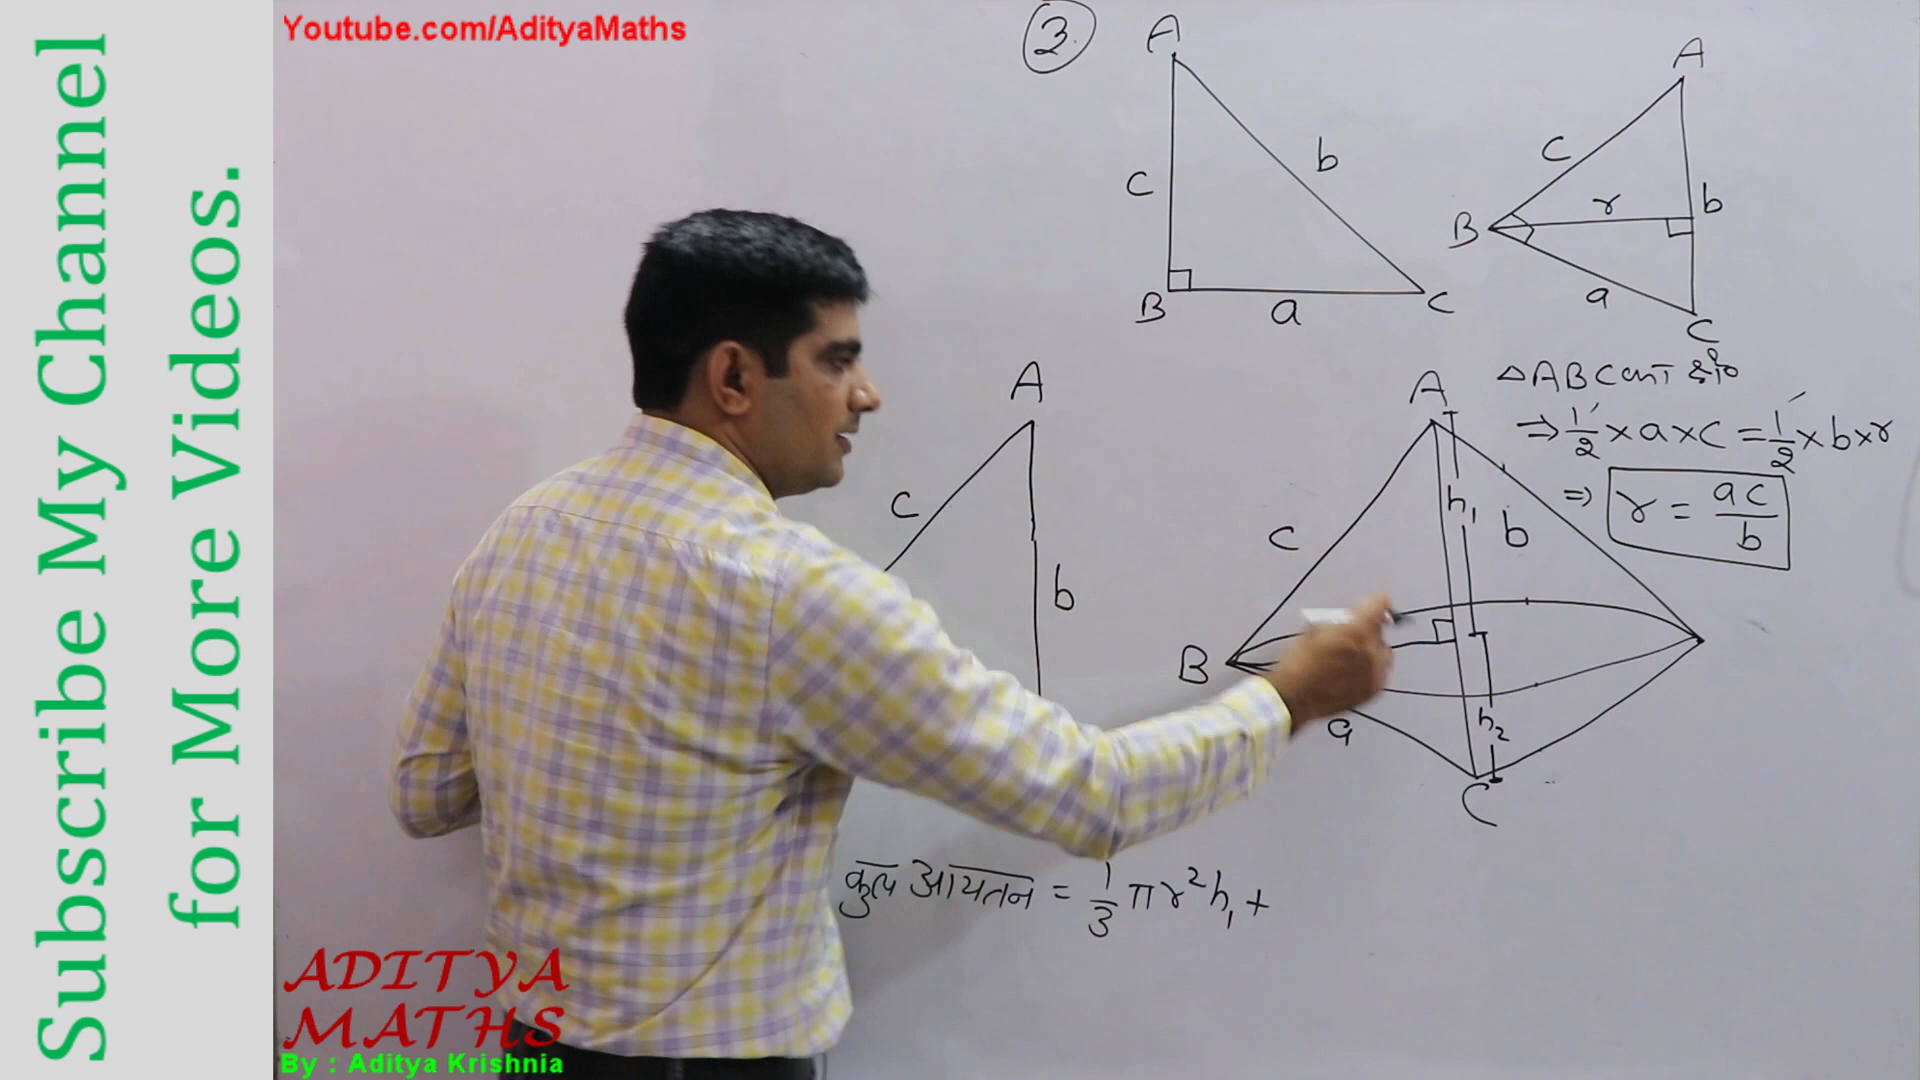 Subscribe My Channel
for More Videos.
Youtube.com/AdityaMaths
3.
A
c
b
B
a
C
A
c
r
b
B
a
C
A
c
b
A
h₁
c
b
B
a
h₂
C
△ABC का क्षे॰
⇒ 1/2 × a × c = 1/2 × b × r
⇒ r = ac/b
कुल आयतन = 1/3 πr²h₁ +
ADITYA
MATHS
By : Aditya Krishnia